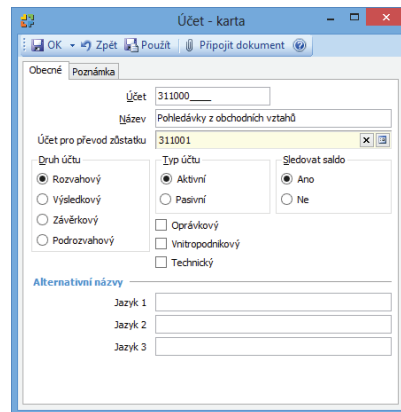 Účet - karta
OK Zpět Použít Připojit dokument
Obecné Poznámka
Účet 311000____
Název Pohledávky z obchodních vztahů
Účet pro převod zůstatku 311001
Druh účtu Typ účtu Sledovat saldo
Rozvahový Aktivní Ano
Výsledkový Pasivní Ne
Závěrkový Oprávkový
Podrozvahový Vnitropodnikový
Technický
Alternativní názvy
Jazyk 1
Jazyk 2
Jazyk 3